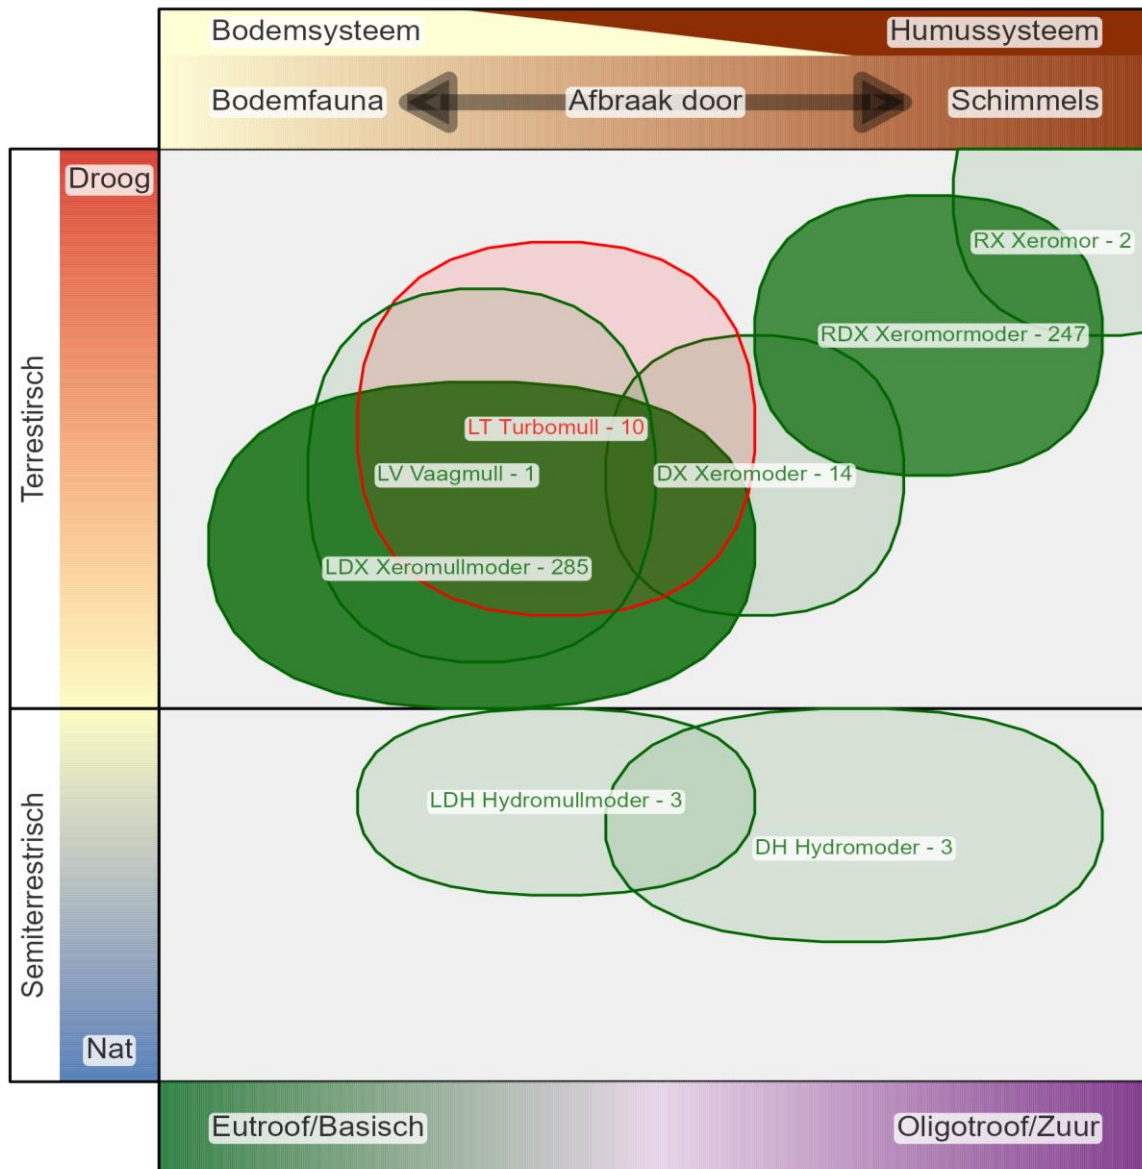 Bodemsysteem
Humussysteem
Bodemfauna
Afbraak door
Schimmels
Droog
Terrestirsch
RX Xeromor - 2
RDX Xeromormoder - 247
LT Turbomull - 10
LV Vaagmull - 1
DX Xeromoder - 14
LDX Xeromullmoder - 285
Semiterrestrisch
LDH Hydromullmoder - 3
DH Hydromoder - 3
Nat
Eutroof/Basisch
Oligotroof/Zuur